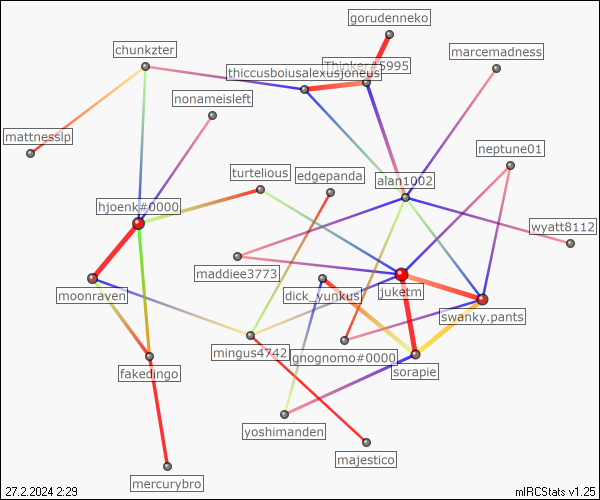 gorudenneko
chunkzter
marcemadness
Thinker#5995
thiccusboiusalexusjoneus
nonameisleft
mattnesslp
neptune01
turtelious
edgepanda
alan1002
hjoenk#0000
wyatt8112
maddiee3773
moonraven
dick_yunkus
juketm
swanky.pants
mingus4742
gnognomo#0000
fakedingo
sorapie
yoshimanden
majestico
mercurybro
27.2.2024 2:29
mIRCStats v1.25